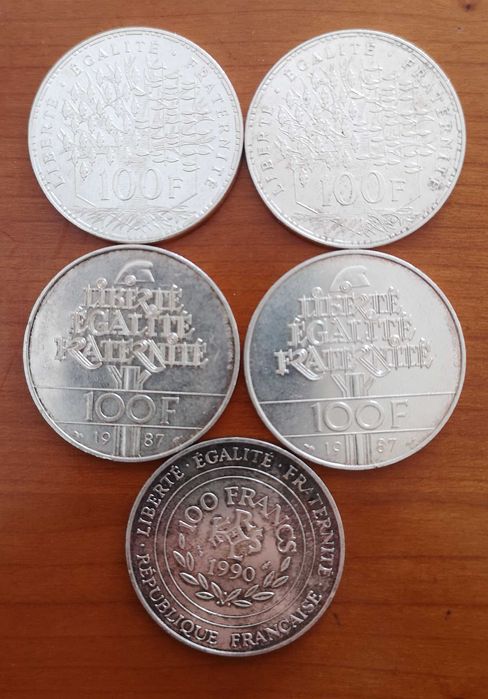 LIBERTÉ · ÉGALITÉ · FRATERNITÉ
100F
LIBERTÉ · ÉGALITÉ · FRATERNITÉ
100F
LIBERTÉ
ÉGALITÉ
FRATERNITÉ
100F
1987
LIBERTÉ
ÉGALITÉ
FRATERNITÉ
100F
1987
LIBERTÉ · ÉGALITÉ · FRATERNITÉ
100 FRANCS
1990
RÉPUBLIQUE FRANÇAISE